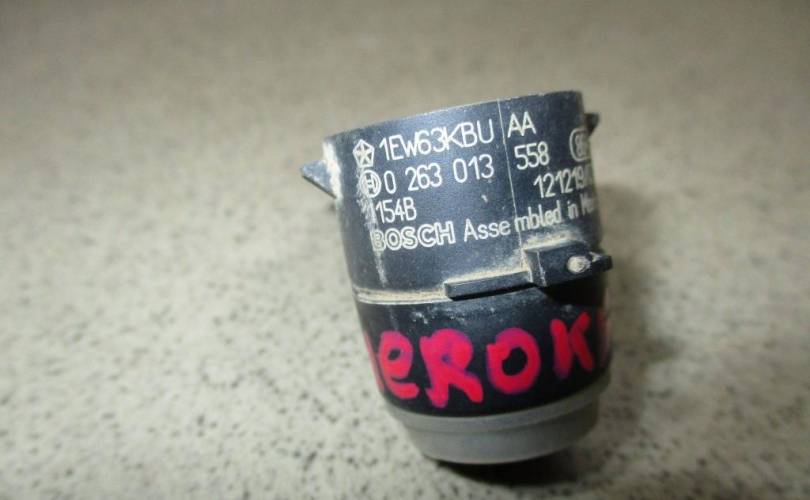 1EW63KBU AA
0 263 013 558
121219
154B
BOSCH Assembled in
EROK